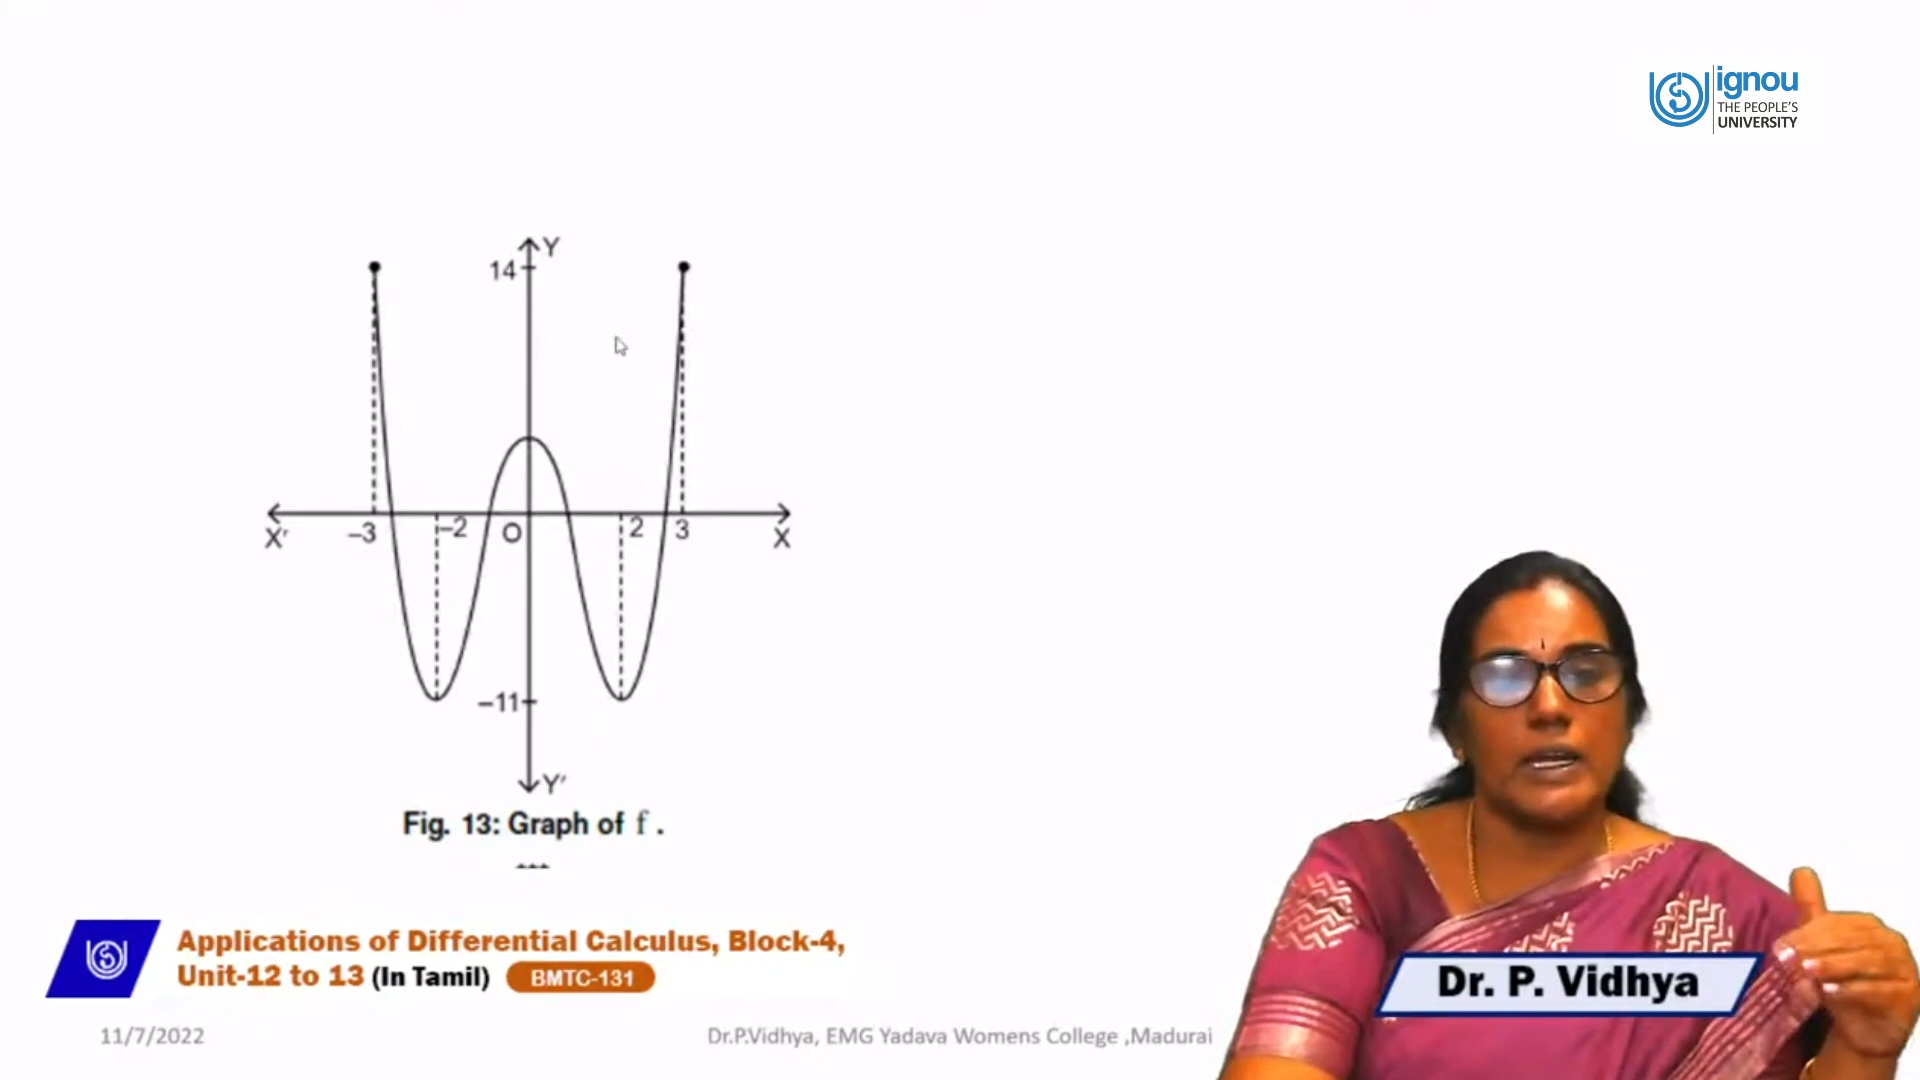 ignou
THE PEOPLE'S
UNIVERSITY
Y
14
-3
-2
O
2
3
X'
X
-11
Y'
Fig. 13: Graph of f .
***
Applications of Differential Calculus, Block-4,
Unit-12 to 13 (In Tamil) BMTC-131
Dr. P. Vidhya
11/7/2022
Dr.P.Vidhya, EMG Yadava Womens College ,Madurai